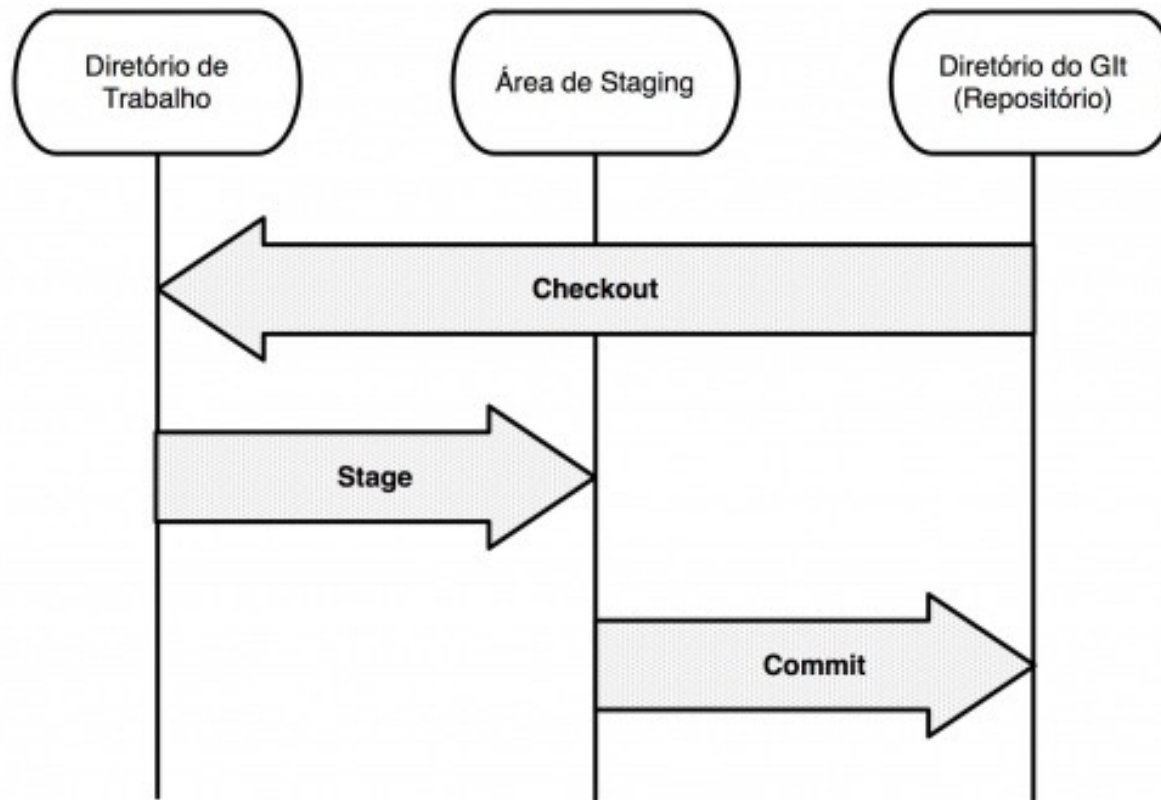 Diretório de
Trabalho
Área de Staging
Diretório do GIt
(Repositório)
Checkout
Stage
Commit